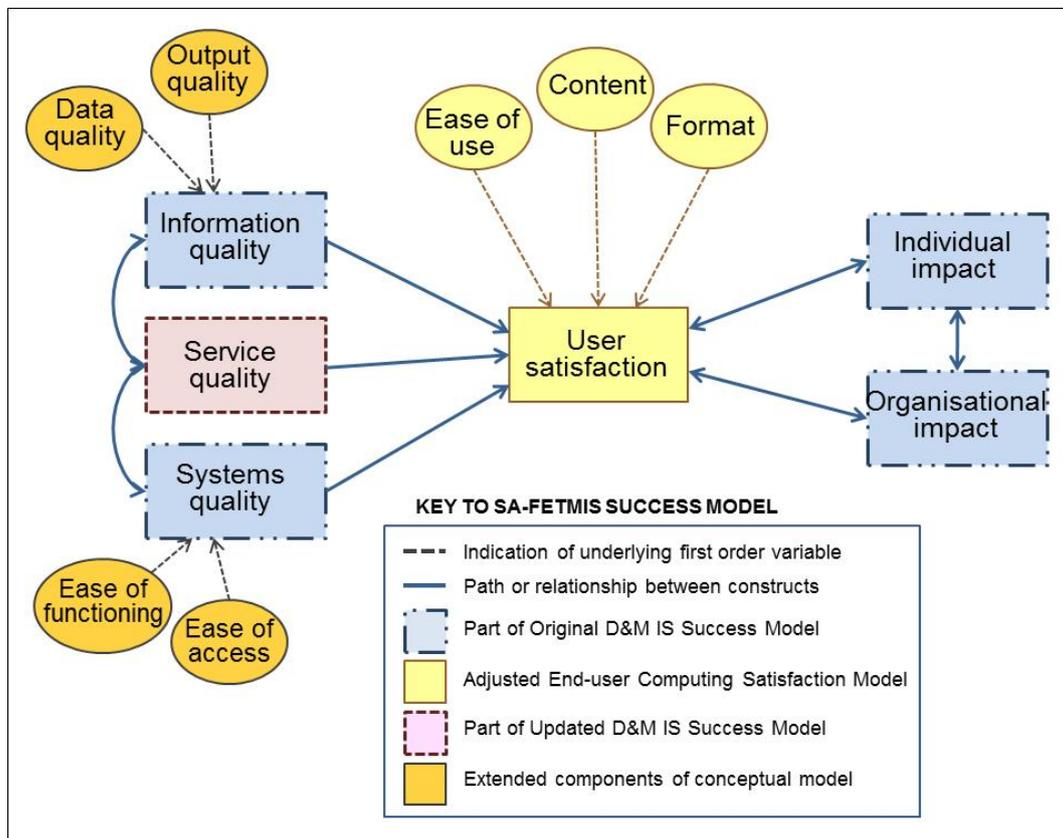 Output
quality
Data
quality
Content
Ease of
use
Format
Information
quality
Individual
impact
Service
quality
User
satisfaction
Organisational
impact
Systems
quality
Ease of
functioning
Ease of
access
KEY TO SA-FETMIS SUCCESS MODEL
Indication of underlying first order variable
Path or relationship between constructs
Part of Original D&M IS Success Model
Adjusted End-user Computing Satisfaction Model
Part of Updated D&M IS Success Model
Extended components of conceptual model